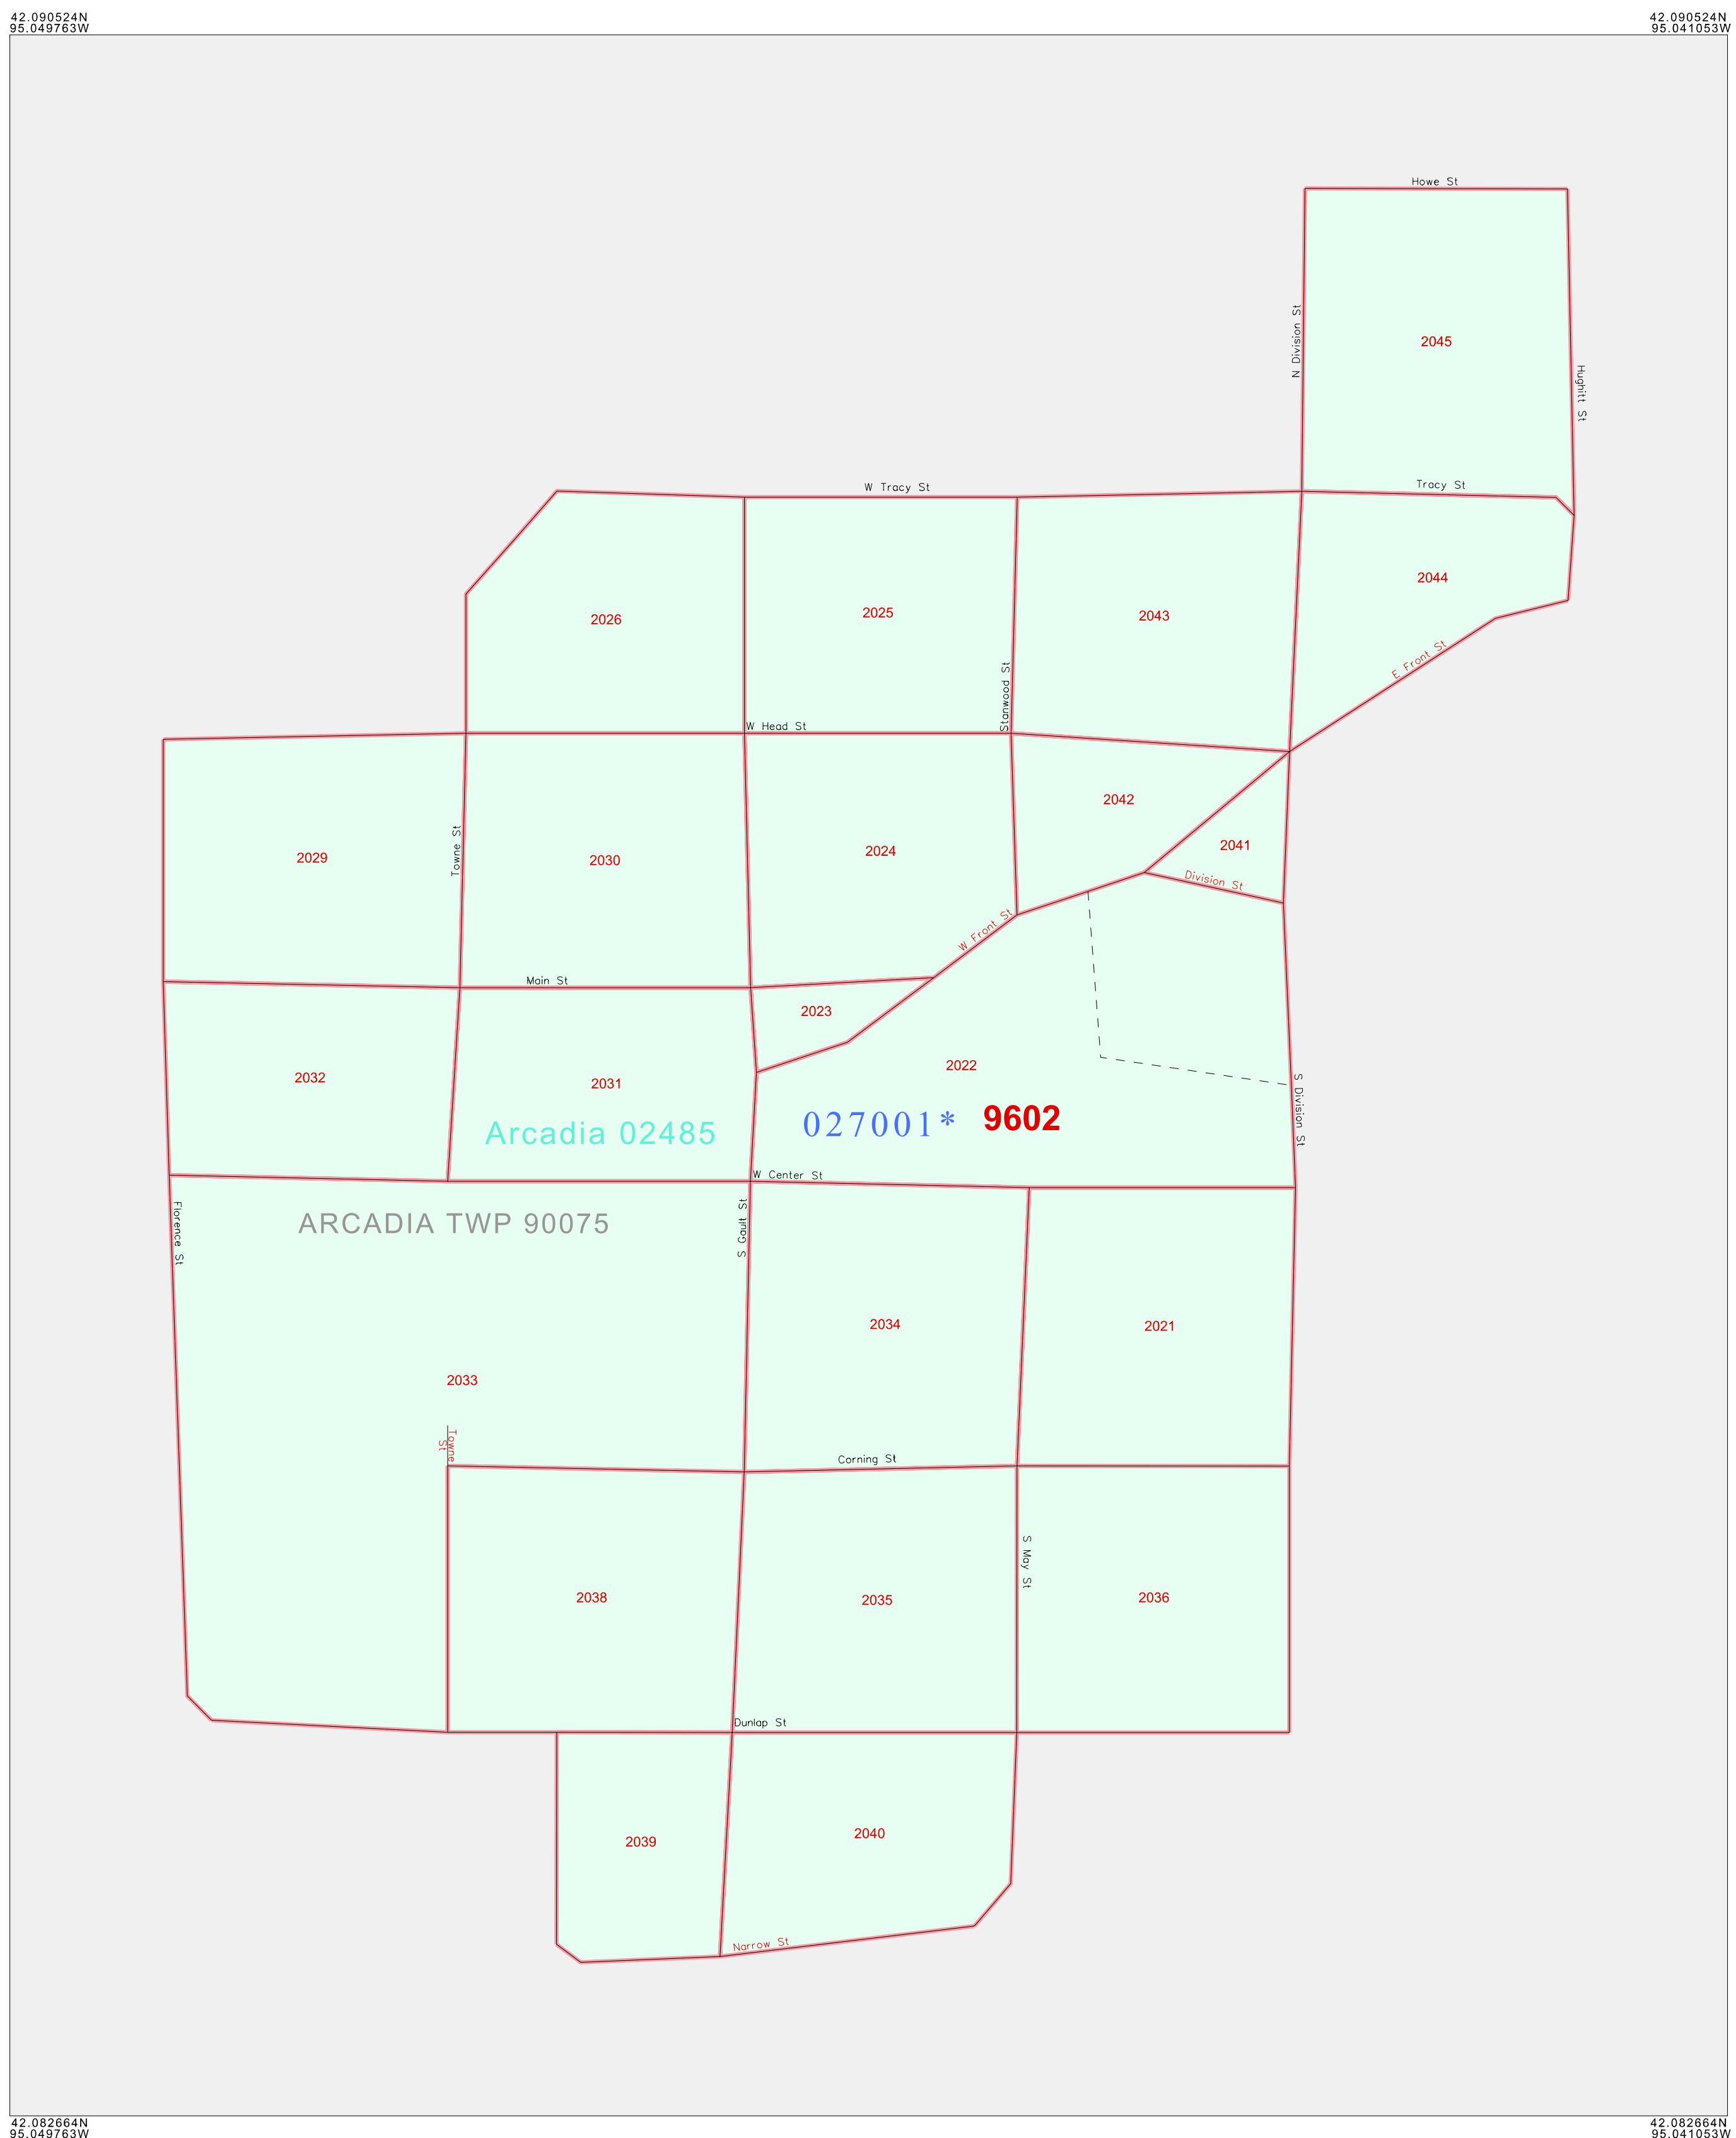 42.090524N
95.049763W
42.090524N
95.041053W
Howe St
N Division St
2045
Hughitt St
W Tracy St
Tracy St
2044
2026
2025
2043
Stanwood St
E Front St
W Head St
2042
2041
Division St
2029
Towne St
2030
2024
W Front St
Main St
2023
2022
2032
2031
Arcadia 02485
027001*
9602
S Division St
W Center St
Florence St
ARCADIA TWP 90075
S Gault St
2034
2021
2033
Towne
St
Corning St
S May St
2038
2035
2036
Dunlap St
2039
2040
Narrow St
42.082664N
95.049763W
42.082664N
95.041053W